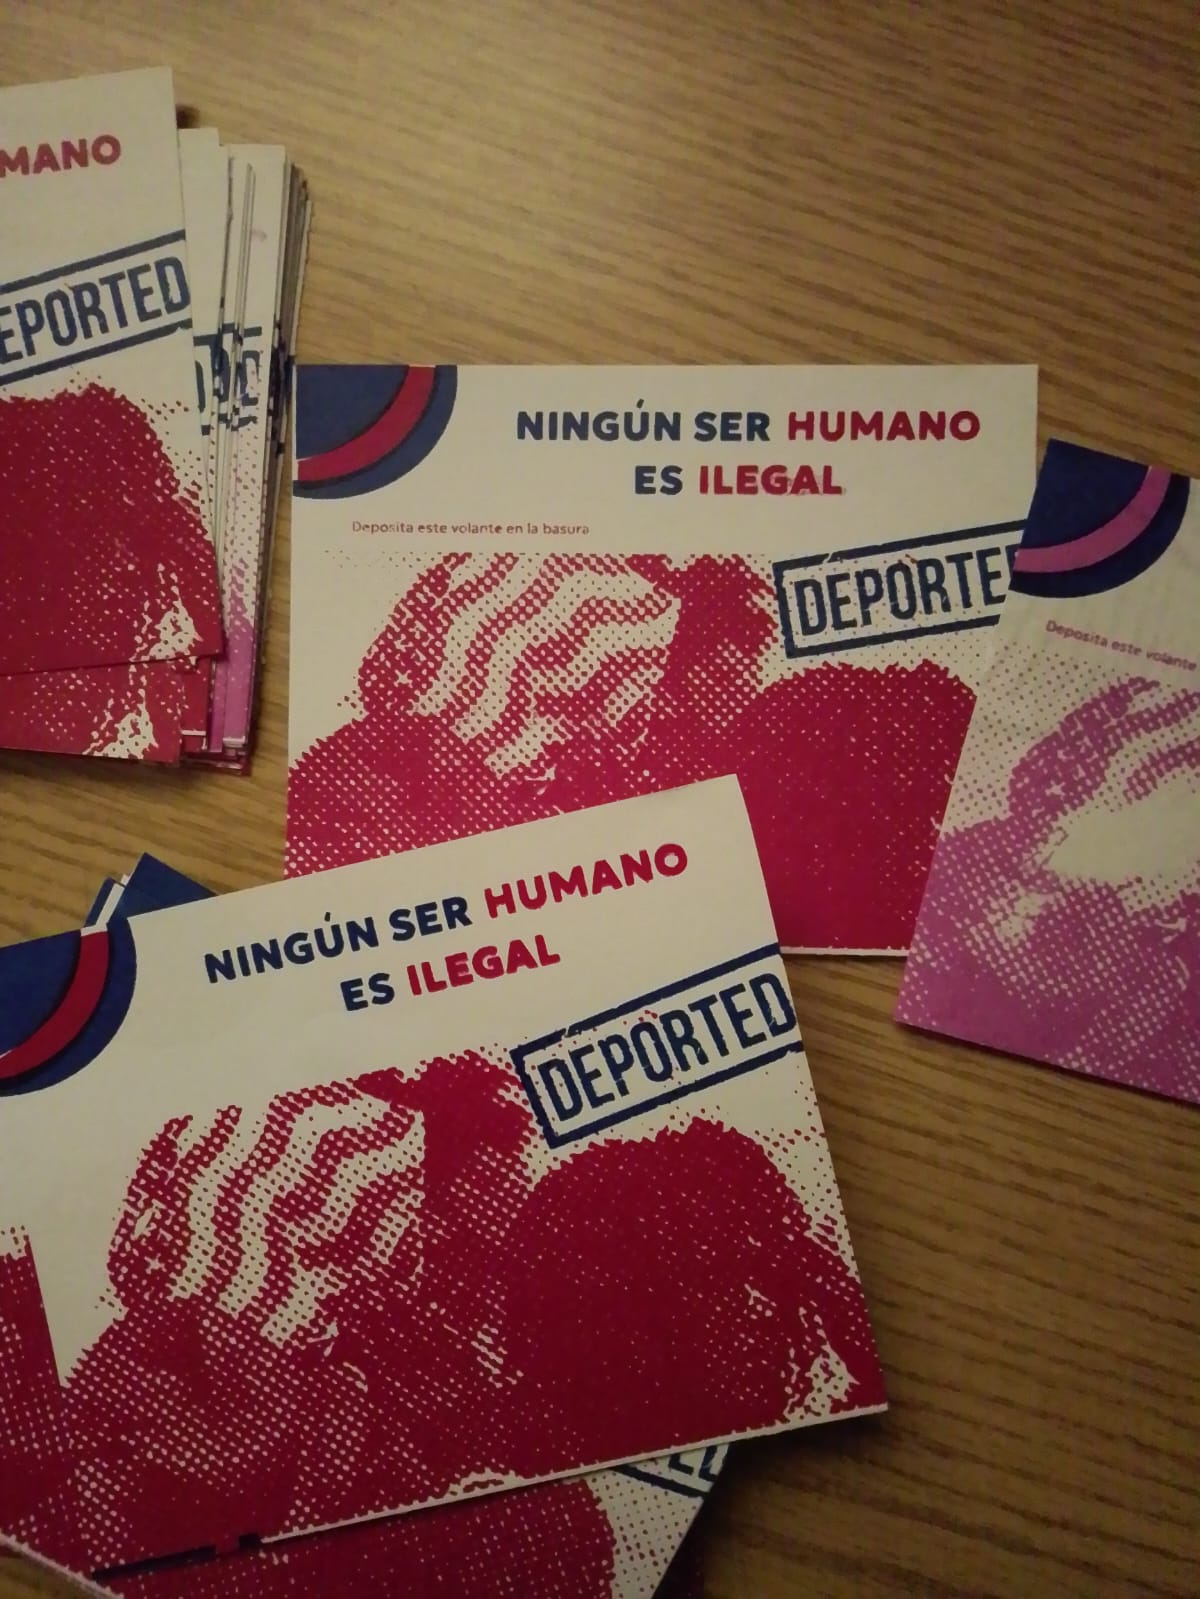 MANO
EPORTED
NINGÚN SER HUMANO
ES ILEGAL
Deposita este volante en la basura
DEPORTE
Deposita este volante
NINGÚN SER HUMANO
ES ILEGAL
DEPORTED